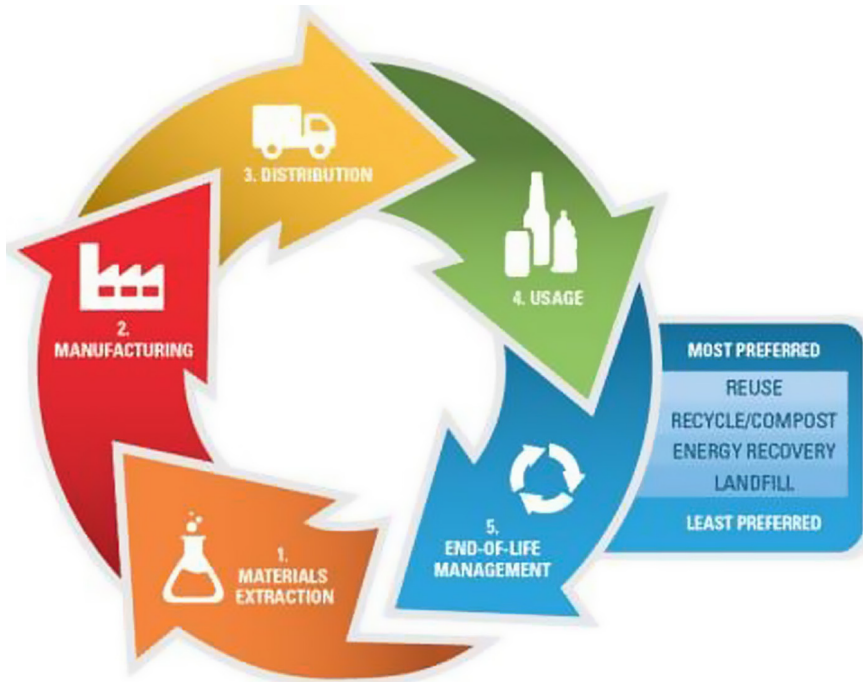 3. DISTRIBUTION
4. USAGE
2.
MANUFACTURING
MOST PREFERRED
REUSE
RECYCLE/COMPOST
ENERGY RECOVERY
LANDFILL
LEAST PREFERRED
5.
END-OF-LIFE
MANAGEMENT
1.
MATERIALS
EXTRACTION